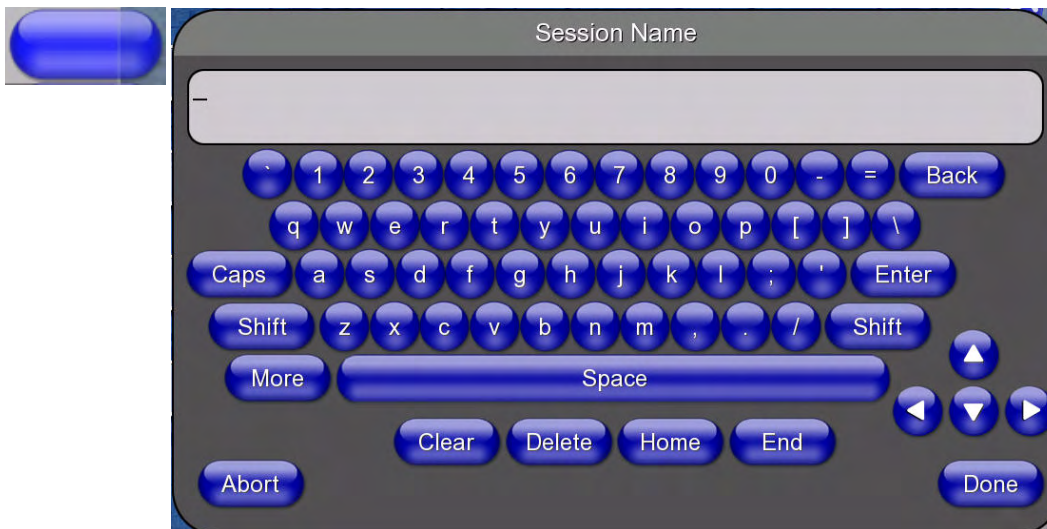 Session Name
_
` 1 2 3 4 5 6 7 8 9 0 - = Back
q w e r t y u i o p [ ] \
Caps a s d f g h j k l ; ' Enter
Shift z x c v b n m , . / Shift
More Space
Clear Delete Home End
Abort Done